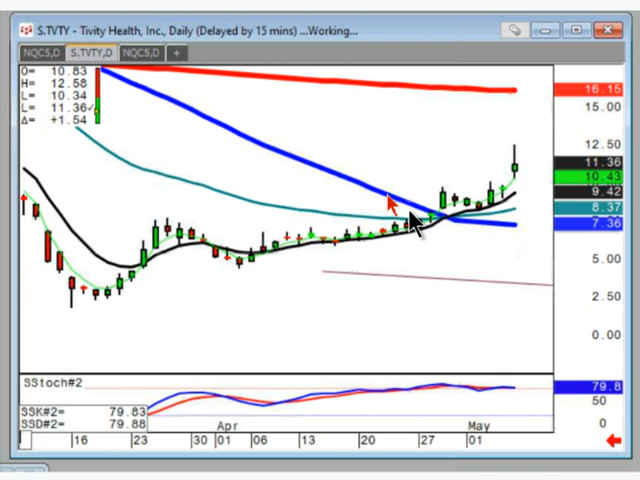 S.TVTY - Tivity Health, Inc., Daily (Delayed by 15 mins) ...Working...
NQC5,D S.TVTY,D NQC5,D +
O= 10.83
H= 12.58
L= 10.34
L= 11.36✓
Δ= +1.54
16.15
15.00
12.50
11.36
10.43
9.42
8.37
7.36
5.00
2.50
0.00
SStoch#2
79.8
50
0
SSK#2= 79.83
SSD#2= 79.88
Apr May
16 23 30 01 06 13 20 27 01